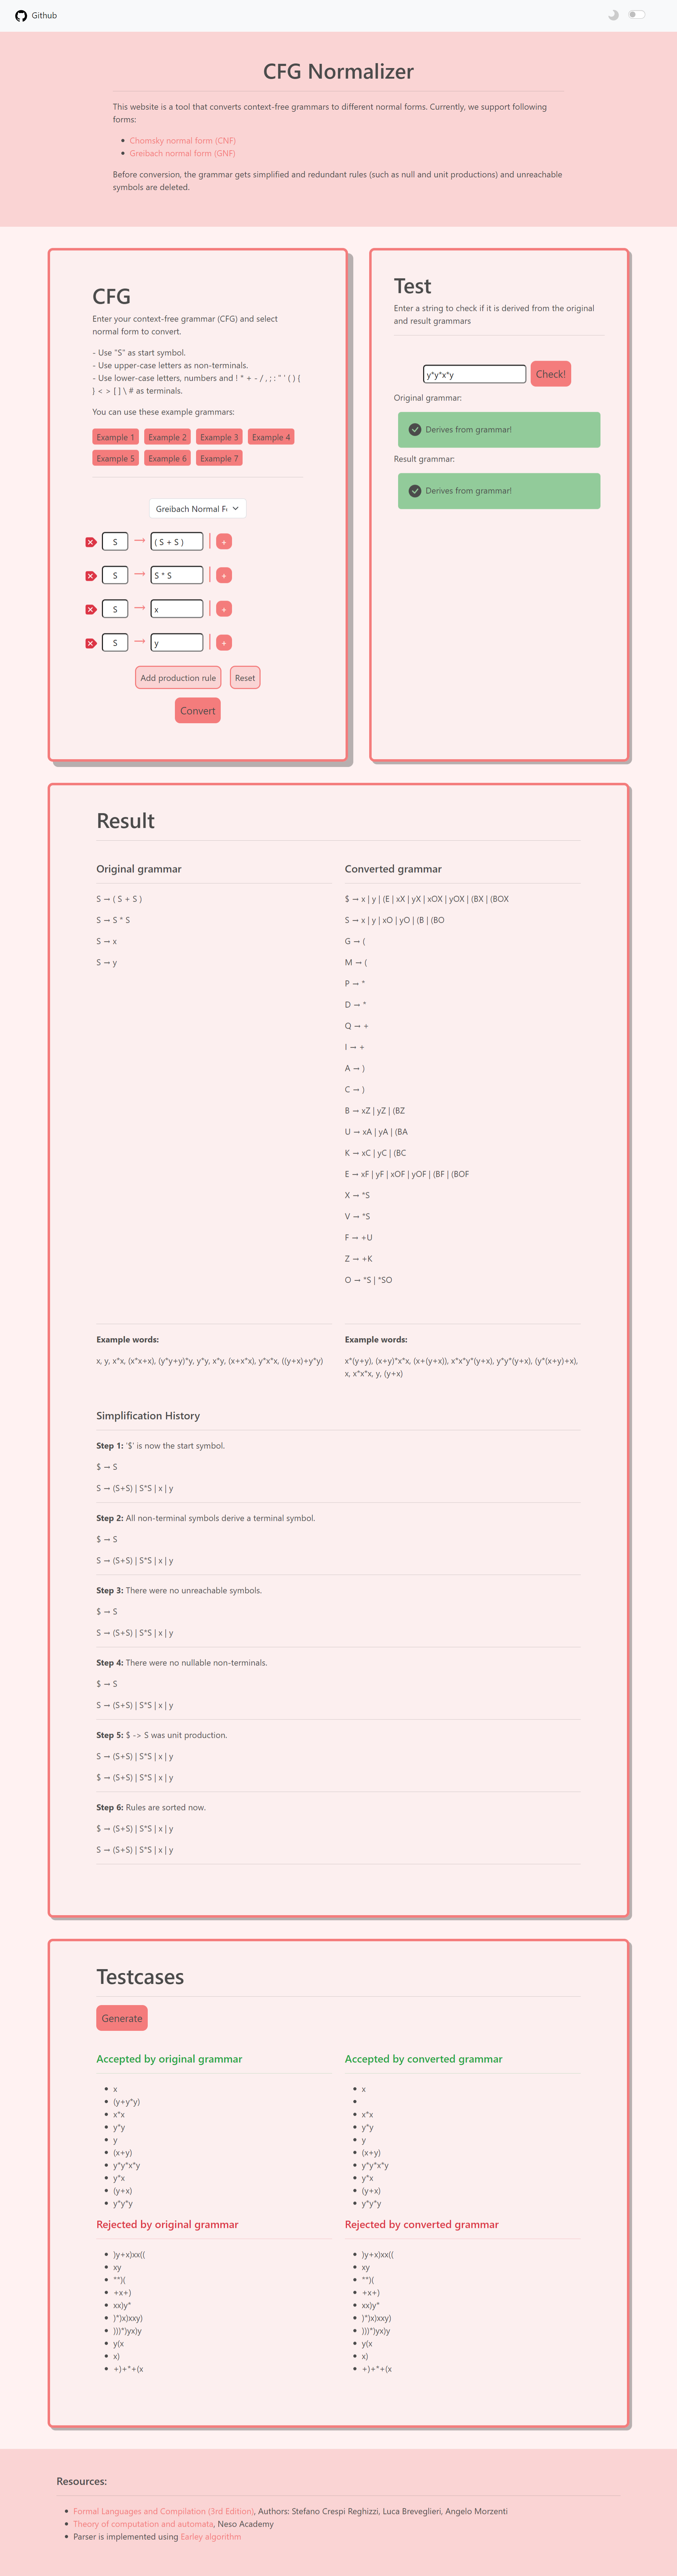 Github
CFG Normalizer
This website is a tool that converts context-free grammars to different normal forms. Currently, we support following
forms:
Chomsky normal form (CNF)
Greibach normal form (GNF)
Before conversion, the grammar gets simplified and redundant rules (such as null and unit productions) and unreachable
symbols are deleted.
CFG
Enter your context-free grammar (CFG) and select
normal form to convert.
- Use "S" as start symbol.
- Use upper-case letters as non-terminals.
- Use lower-case letters, numbers and ! * + - / , ; : " ' ( ) {
} < > [ ] \ # as terminals.
You can use these example grammars:
Example 1 Example 2 Example 3 Example 4
Example 5 Example 6 Example 7
Greibach Normal Fo
S → ( S + S ) | +
S → S * S | +
S → x | +
S → y | +
Add production rule Reset
Convert
Test
Enter a string to check if it is derived from the original
and result grammars
y*y*x*y Check!
Original grammar:
Derives from grammar!
Result grammar:
Derives from grammar!
Result
Original grammar
S → ( S + S )
S → S * S
S → x
S → y
Converted grammar
$ → x | y | (E | xX | yX | xOX | yOX | (BX | (BOX
S → x | y | xO | yO | (B | (BO
G → (
M → (
P → *
D → *
Q → +
I → +
A → )
C → )
B → xZ | yZ | (BZ
U → xA | yA | (BA
K → xC | yC | (BC
E → xF | yF | xOF | yOF | (BF | (BOF
X → *S
V → *S
F → +U
Z → +K
O → *S | *SO
Example words:
x, y, x*x, (x*x+x), (y*y+y)*y, y*y, x*y, (x+x*x), y*x*x, ((y+x)+y*y)
Example words:
x*(y+y), (x+y)*x*x, (x+(y+x)), x*x*y*(y+x), y*y*(y+x), (y*(x+y)+x),
x, x*x*x, y, (y+x)
Simplification History
Step 1: '$' is now the start symbol.
$ → S
S → (S+S) | S*S | x | y
Step 2: All non-terminal symbols derive a terminal symbol.
$ → S
S → (S+S) | S*S | x | y
Step 3: There were no unreachable symbols.
$ → S
S → (S+S) | S*S | x | y
Step 4: There were no nullable non-terminals.
$ → S
S → (S+S) | S*S | x | y
Step 5: $ -> S was unit production.
S → (S+S) | S*S | x | y
$ → (S+S) | S*S | x | y
Step 6: Rules are sorted now.
$ → (S+S) | S*S | x | y
S → (S+S) | S*S | x | y
Testcases
Generate
Accepted by original grammar
x
(y+y*y)
x*x
y*y
y
(x+y)
y*y*x*y
y*x
(y+x)
y*y*y
Accepted by converted grammar
x
x*x
y*y
y
(x+y)
y*y*x*y
y*x
(y+x)
y*y*y
Rejected by original grammar
)y+x)xx((
xy
**)(
+x+)
xx)y*
)*)x)xxy)
)))*)yx)y
y(x
x)
+)+*+(x
Rejected by converted grammar
)y+x)xx((
xy
**)(
+x+)
xx)y*
)*)x)xxy)
)))*)yx)y
y(x
x)
+)+*+(x
Resources:
Formal Languages and Compilation (3rd Edition), Authors: Stefano Crespi Reghizzi, Luca Breveglieri, Angelo Morzenti
Theory of computation and automata, Neso Academy
Parser is implemented using Earley algorithm